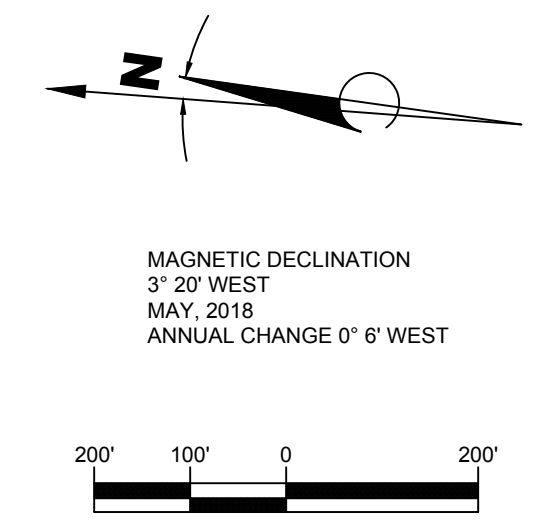 N
MAGNETIC DECLINATION
3° 20' WEST
MAY, 2018
ANNUAL CHANGE 0° 6' WEST
200' 100' 0 200'